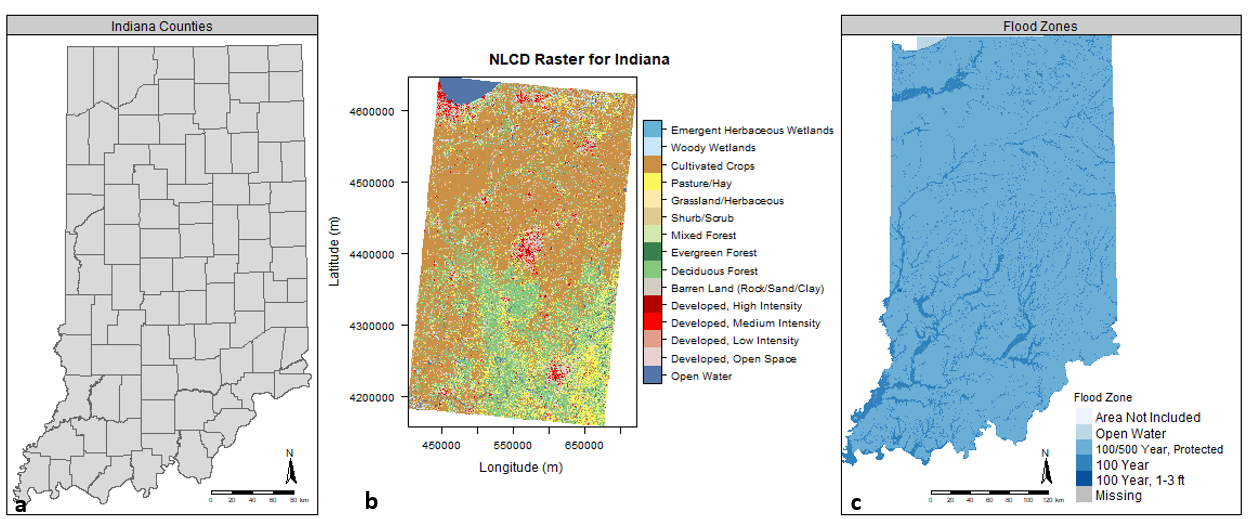 Indiana Counties
N
0 20 40 60 80 km
a
NLCD Raster for Indiana
Latitude (m)
4600000
4500000
4400000
4300000
4200000
450000 550000 650000
Longitude (m)
Emergent Herbaceous Wetlands
Woody Wetlands
Cultivated Crops
Pasture/Hay
Grassland/Herbaceous
Shurb/Scrub
Mixed Forest
Evergreen Forest
Deciduous Forest
Barren Land (Rock/Sand/Clay)
Developed, High Intensity
Developed, Medium Intensity
Developed, Low Intensity
Developed, Open Space
Open Water
b
Flood Zones
Flood Zone
Area Not Included
Open Water
100/500 Year, Protected
100 Year
100 Year, 1-3 ft
Missing
N
0 20 40 60 80 100 120 km
c